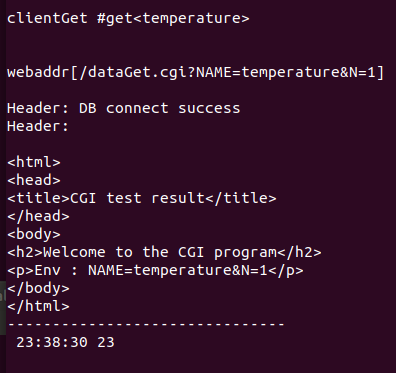 clientGet #get<temperature>
webaddr[/dataGet.cgi?NAME=temperature&N=1]
Header: DB connect success
Header:
<html>
<head>
<title>CGI test result</title>
</head>
<body>
<h2>Welcome to the CGI program</h2>
<p>Env : NAME=temperature&N=1</p>
</body>
</html>
-------------------------------
23:38:30 23